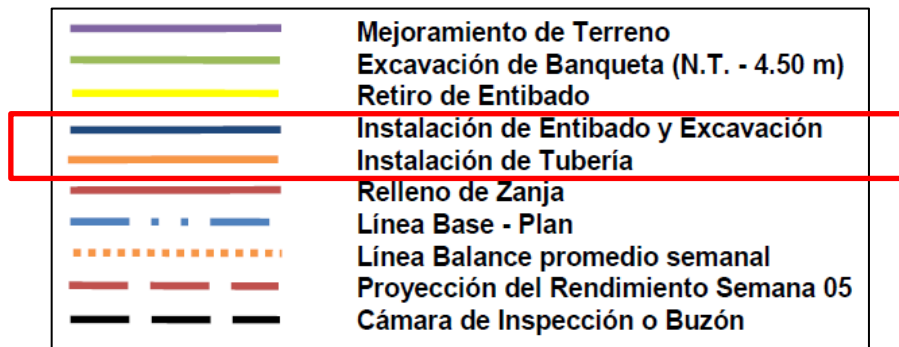 Mejoramiento de Terreno
Excavación de Banqueta (N.T. - 4.50 m)
Retiro de Entibado
Instalación de Entibado y Excavación
Instalación de Tubería
Relleno de Zanja
Línea Base - Plan
Línea Balance promedio semanal
Proyección del Rendimiento Semana 05
Cámara de Inspección o Buzón